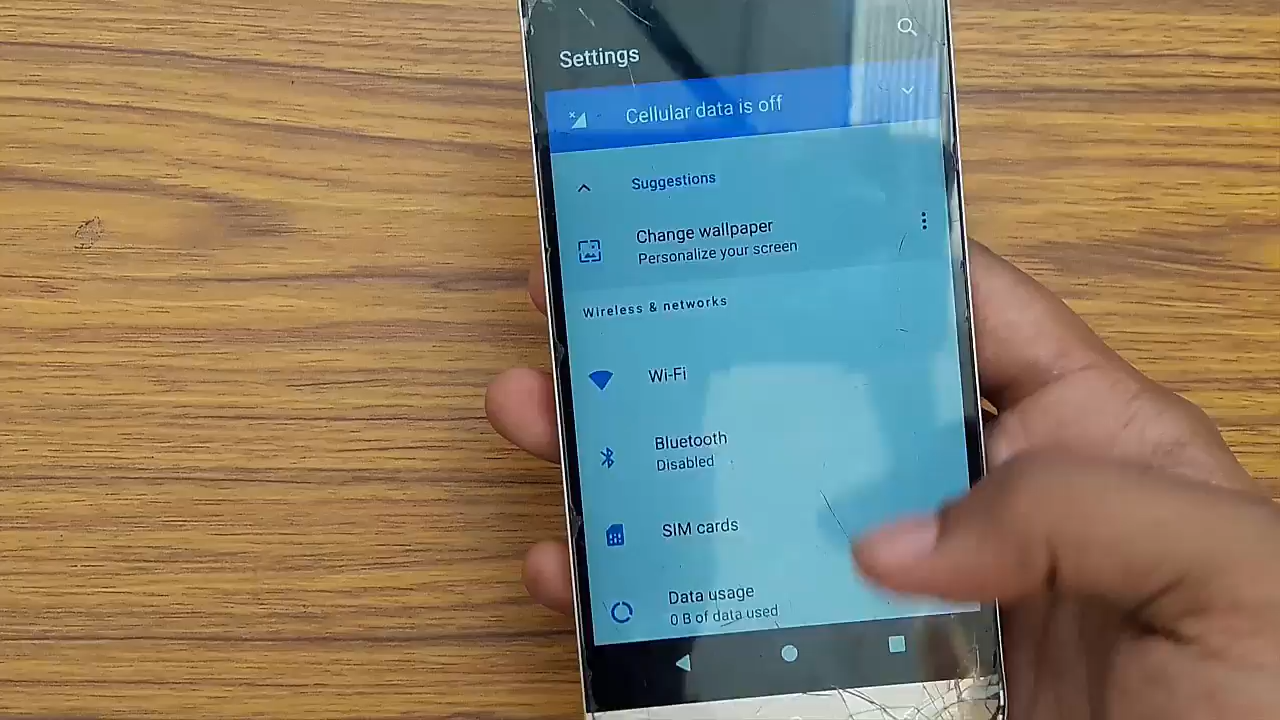 Settings
Cellular data is off
Suggestions
Change wallpaper
Personalize your screen
Wireless & networks
Wi-Fi
Bluetooth
Disabled
SIM cards
Data usage
0 B of data used